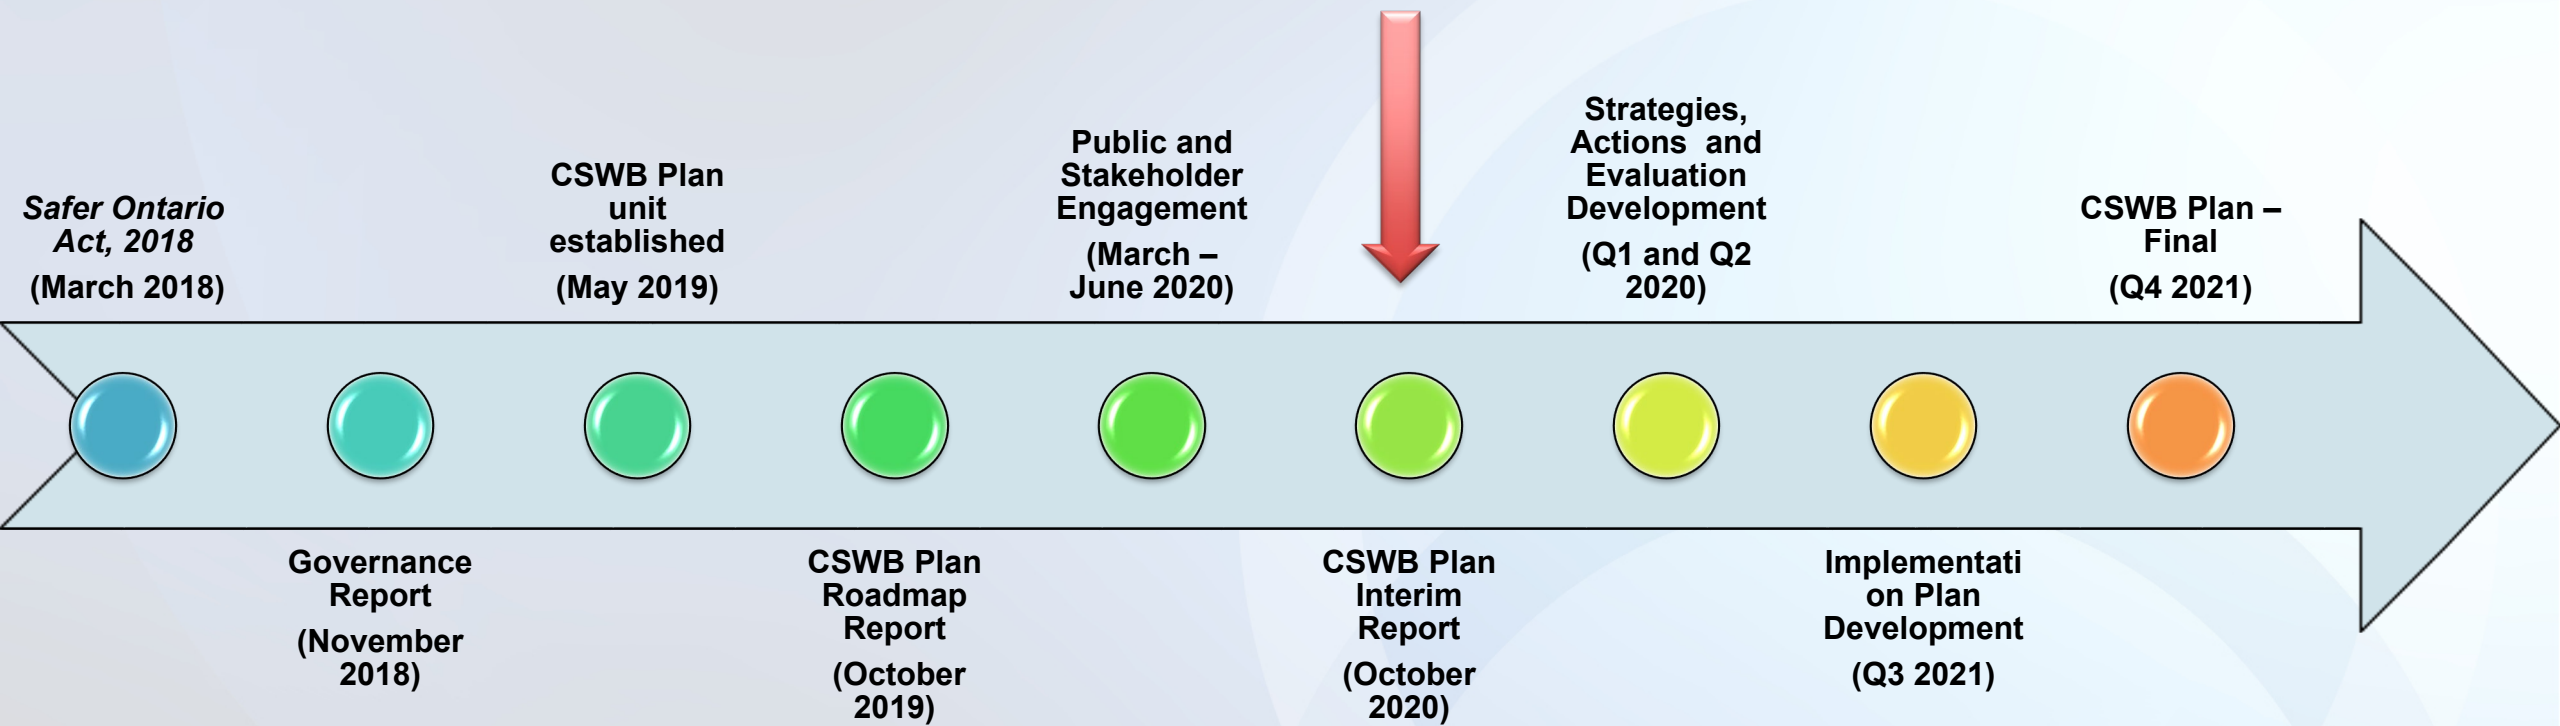 Safer Ontario
Act, 2018
(March 2018)
Governance
Report
(November
2018)
CSWB Plan
unit
established
(May 2019)
CSWB Plan
Roadmap
Report
(October
2019)
Public and
Stakeholder
Engagement
(March –
June 2020)
CSWB Plan
Interim
Report
(October
2020)
Strategies,
Actions  and
Evaluation
Development
(Q1 and Q2
2020)
Implementati
on Plan
Development
(Q3 2021)
CSWB Plan –
Final
(Q4 2021)